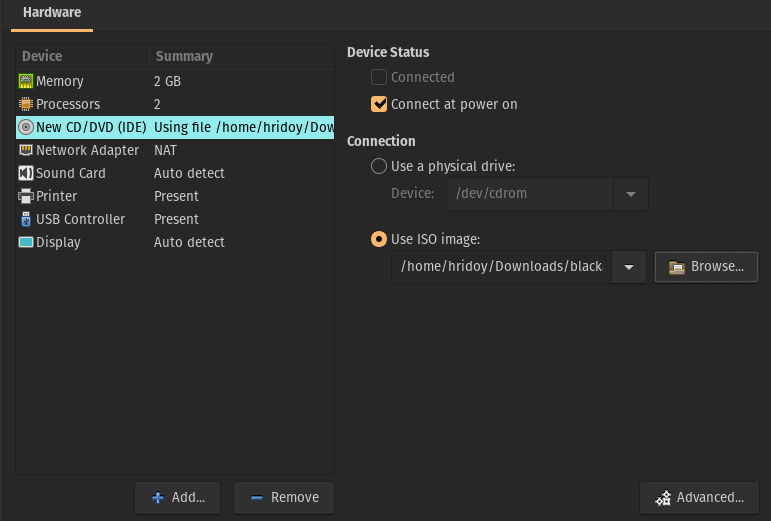 Hardware
Device Summary
Memory 2 GB
Processors 2
New CD/DVD (IDE) Using file /home/hridoy/Dow
Network Adapter NAT
Sound Card Auto detect
Printer Present
USB Controller Present
Display Auto detect
Add... Remove
Device Status
Connected
Connect at power on
Connection
Use a physical drive:
Device: /dev/cdrom
Use ISO image:
/home/hridoy/Downloads/black Browse...
Advanced...